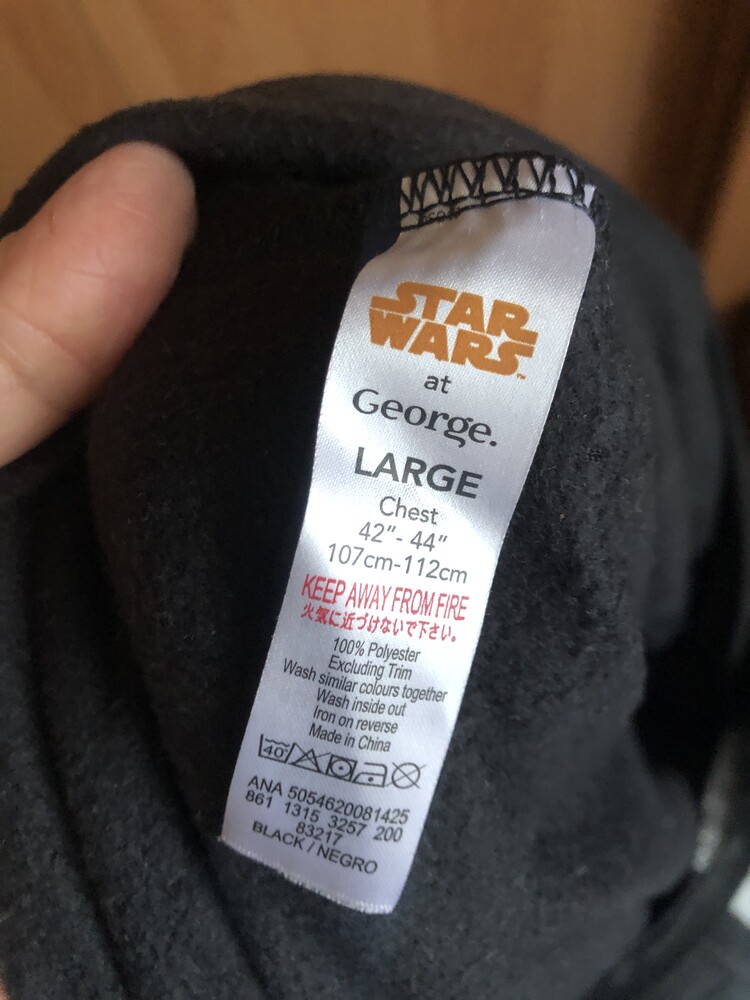 STAR
WARS™
at
George.
LARGE
Chest
42"- 44"
107cm-112cm
KEEP AWAY FROM FIRE
火気に近づけないで下さい。
100% Polyester
Excluding Trim
Wash similar colours together
Wash inside out
Iron on reverse
Made in China
40°
ANA 5054620081425
861 1315 3257 200
83217
BLACK / NEGRO